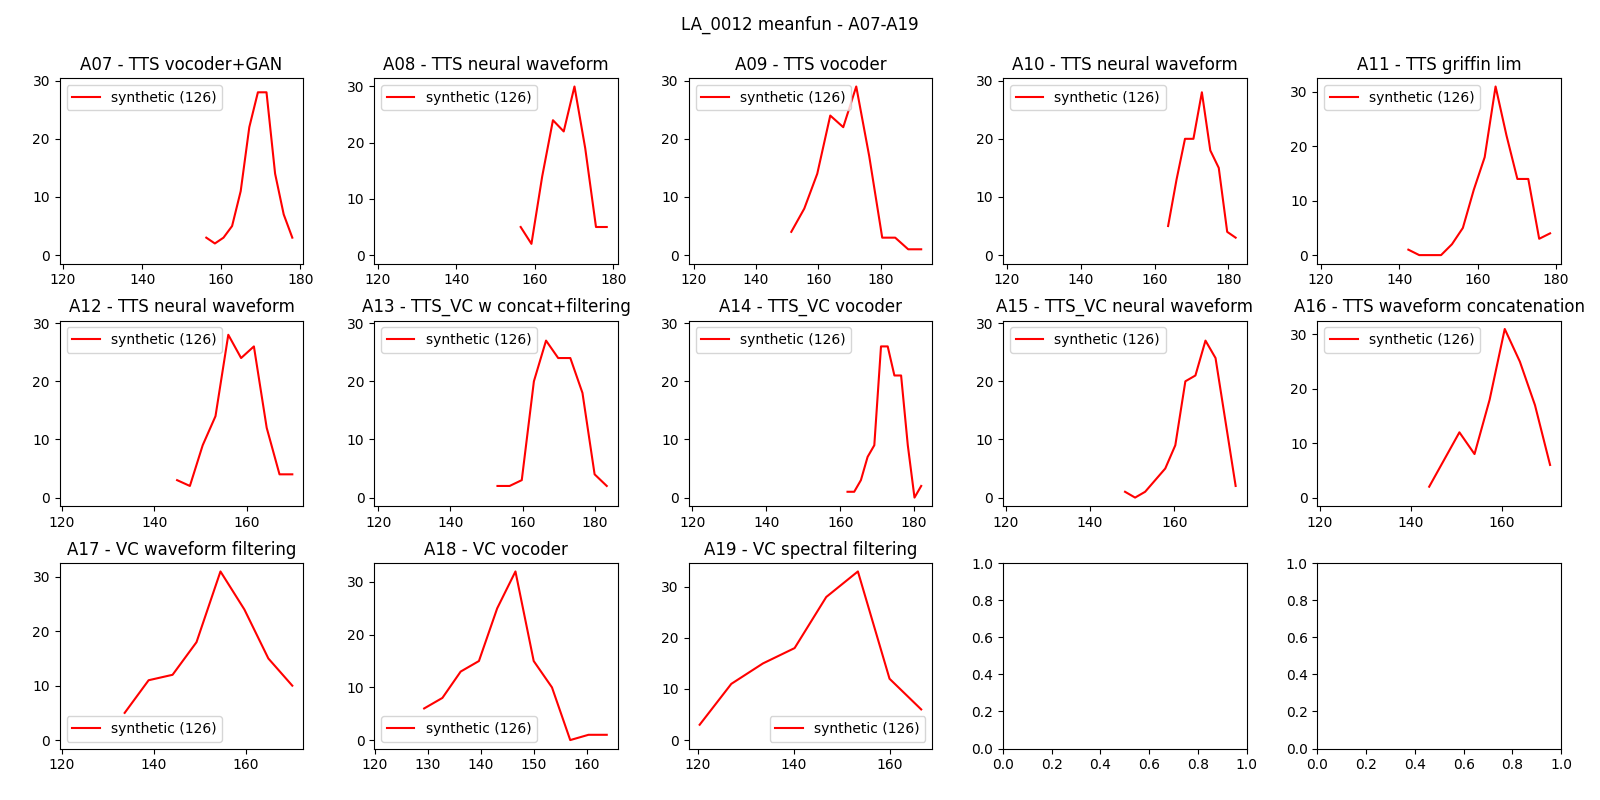 LA_0012 meanfun - A07-A19
A07 - TTS vocoder+GAN
synthetic (126)
30
20
10
0
120 140 160 180
A08 - TTS neural waveform
synthetic (126)
30
20
10
0
120 140 160 180
A09 - TTS vocoder
synthetic (126)
30
20
10
0
120 140 160 180
A10 - TTS neural waveform
synthetic (126)
30
20
10
0
120 140 160 180
A11 - TTS griffin lim
synthetic (126)
30
20
10
0
120 140 160 180
A12 - TTS neural waveform
synthetic (126)
30
20
10
0
120 140 160
A13 - TTS_VC w concat+filtering
synthetic (126)
30
20
10
0
120 140 160 180
A14 - TTS_VC vocoder
synthetic (126)
30
20
10
0
120 140 160 180
A15 - TTS_VC neural waveform
synthetic (126)
30
20
10
0
120 140 160
A16 - TTS waveform concatenation
synthetic (126)
30
20
10
0
120 140 160
A17 - VC waveform filtering
30
20
10
0
synthetic (126)
120 140 160
A18 - VC vocoder
30
20
10
0
synthetic (126)
120 130 140 150 160
A19 - VC spectral filtering
30
20
10
0
synthetic (126)
120 140 160
1.0
0.8
0.6
0.4
0.2
0.0
0.0 0.2 0.4 0.6 0.8 1.0
1.0
0.8
0.6
0.4
0.2
0.0
0.0 0.2 0.4 0.6 0.8 1.0